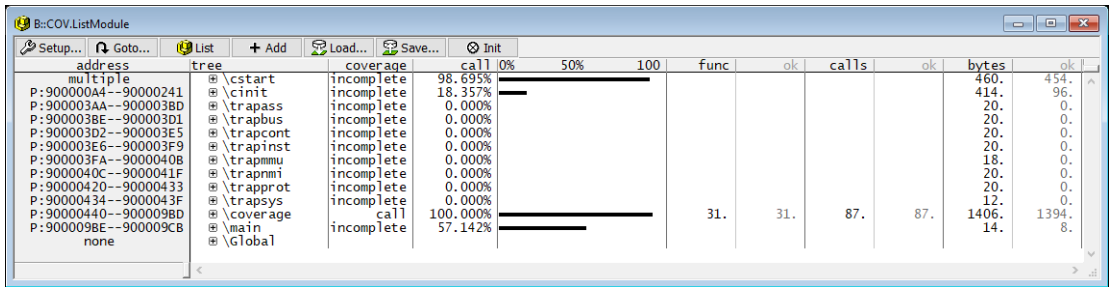 B::COV.ListModule
Setup... Goto... List Add Load... Save... Init
address tree coverage call 0% 50% 100 func ok calls ok bytes ok
multiple \cstart incomplete 98.695% 460. 454.
P:900000A4--90000241 \cinit incomplete 18.357% 414. 96.
P:900003AA--900003BD \trapass incomplete 0.000% 20. 0.
P:900003BE--900003D1 \trapbus incomplete 0.000% 20. 0.
P:900003D2--900003E5 \trapcont incomplete 0.000% 20. 0.
P:900003E6--900003F9 \trapinst incomplete 0.000% 20. 0.
P:900003FA--9000040B \trapmmu incomplete 0.000% 18. 0.
P:9000040C--9000041F \trapnmi incomplete 0.000% 20. 0.
P:90000420--90000433 \trapprot incomplete 0.000% 20. 0.
P:90000434--9000043F \trapsys incomplete 0.000% 12. 0.
P:90000440--900009BD \coverage call 100.000% 31. 31. 87. 87. 1406. 1394.
P:900009BE--900009CB \main incomplete 57.142% 14. 8.
none \Global